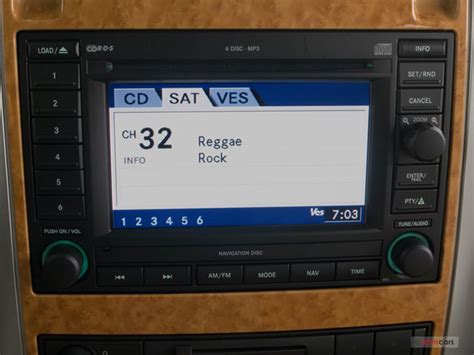 LOAD/
R·D·S
6 DISC · MP3
INFO
1
2
3
4
5
6
SET/RND
CANCEL
ZOOM
ENTER/
PTY/
TUNE/AUDIO
PUSH ON/VOL
CD SAT VES
CH 32 Reggae
INFO Rock
1 2 3 4 5 6
Ves 7:03
NAVIGATION DISC
AM/FM MODE NAV TIME